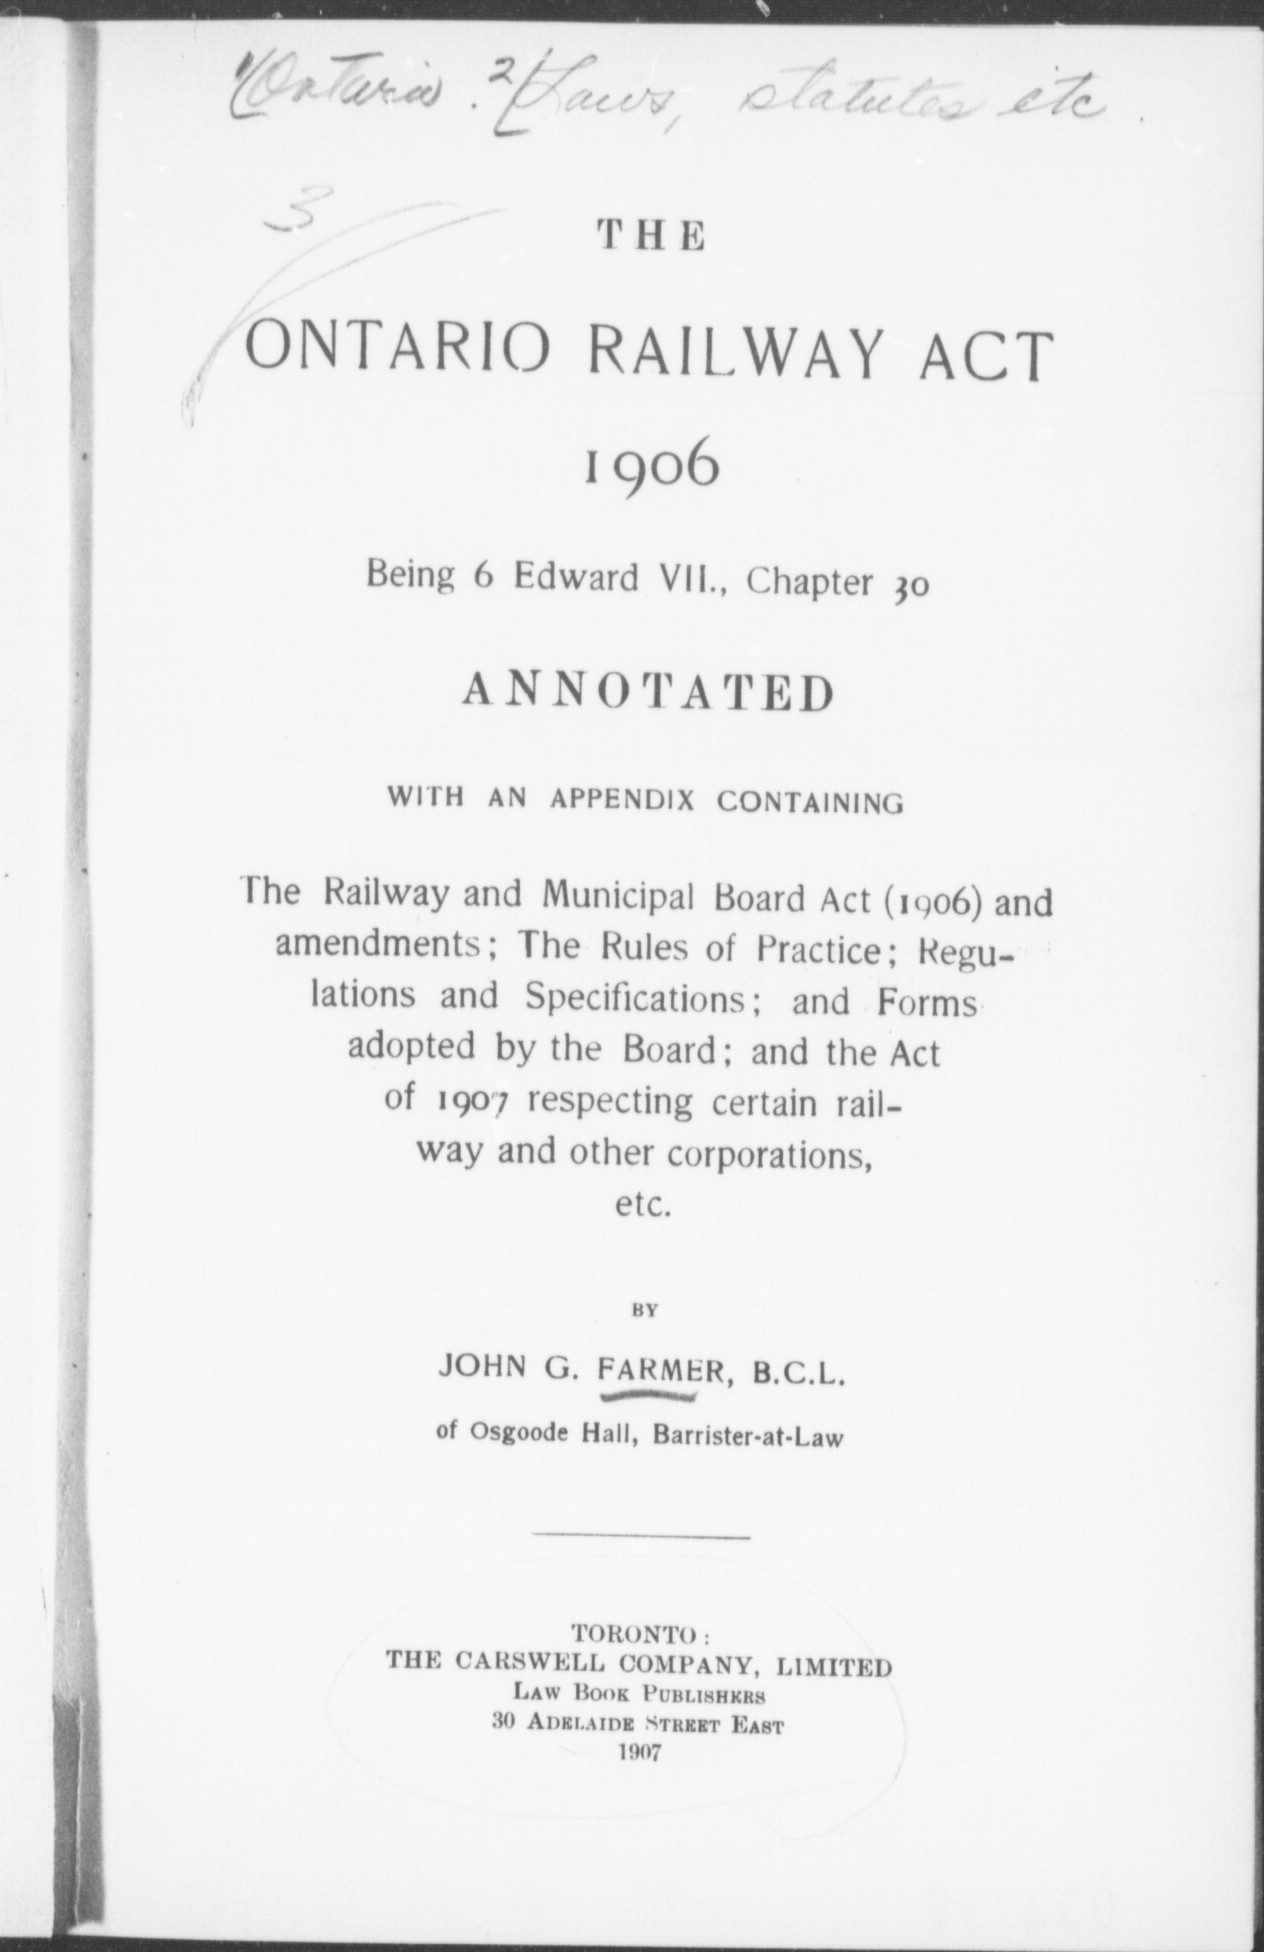 1 Ontario. 2 Laws, statutes etc.
3
THE
ONTARIO RAILWAY ACT
1906
Being 6 Edward VII., Chapter 30
ANNOTATED
WITH AN APPENDIX CONTAINING
The Railway and Municipal Board Act (1906) and
amendments; The Rules of Practice; Regu-
lations and Specifications; and Forms
adopted by the Board; and the Act
of 1907 respecting certain rail-
way and other corporations,
etc.
BY
JOHN G. FARMER, B.C.L.
of Osgoode Hall, Barrister-at-Law
TORONTO:
THE CARSWELL COMPANY, LIMITED
LAW BOOK PUBLISHERS
30 ADELAIDE STREET EAST
1907